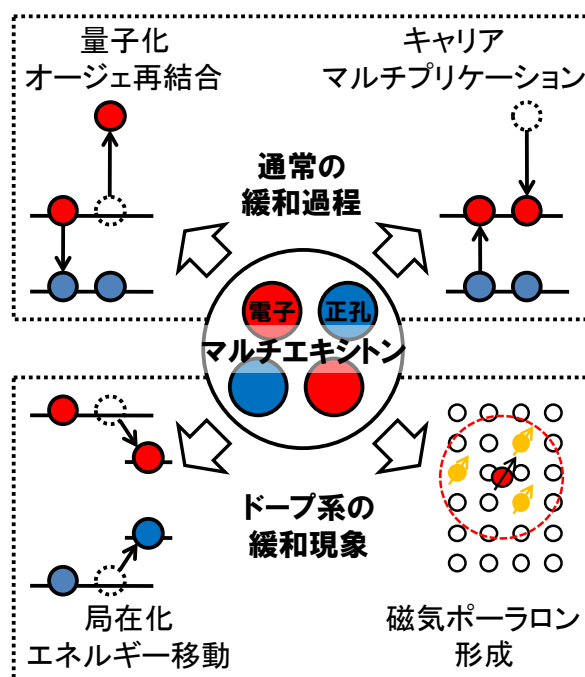 量子化
オージェ再結合
キャリア
マルチプリケーション
通常の
緩和過程
電子
正孔
マルチエキシトン
ドープ系の
緩和現象
局在化
エネルギー移動
磁気ポーラロン
形成